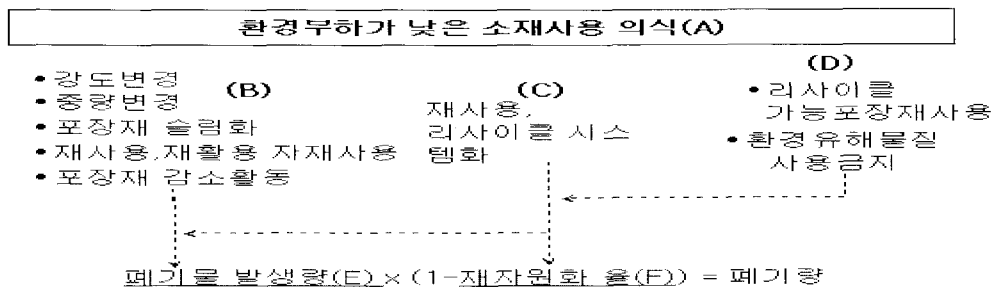 환경부하가 낮은 소재사용 의식(A)
• 강도변경
• 중량변경
• 포장재 슬림화
• 재사용,재활용 자재사용
• 포장재 감소활동
(B)
(C)
재사용,
리사이클 시스
템화
(D)
• 리사이클
가능포장재사용
• 환경유해물질
사용금지
폐기물 발생량(E) × (1-재자원화 율(F)) = 폐기량